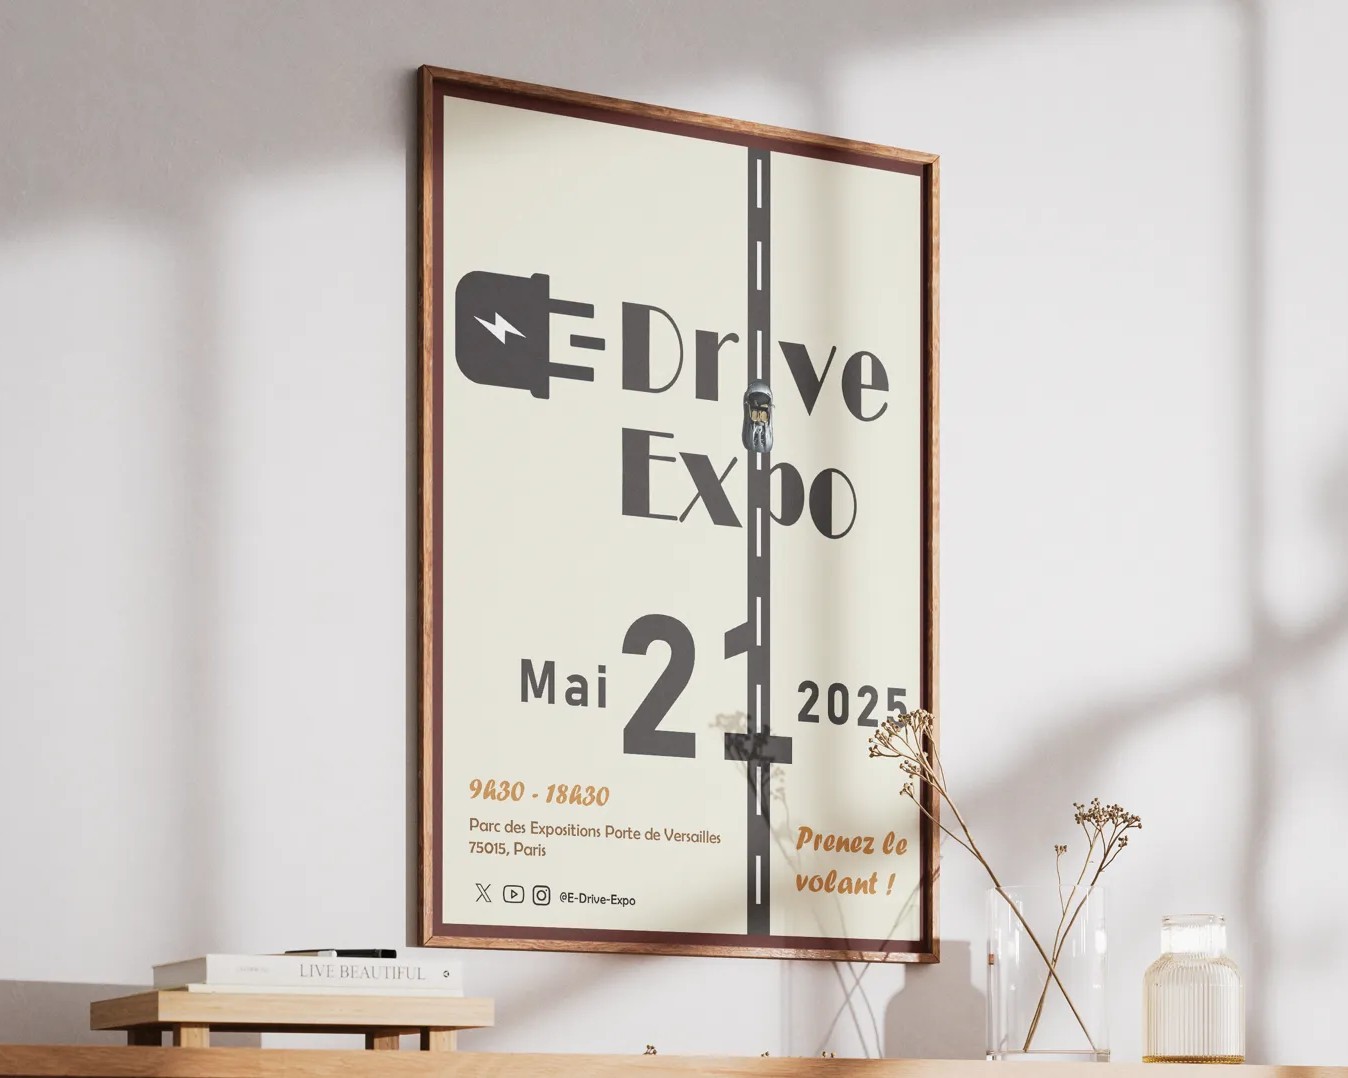 E-Drive
Expo
Mai 21 2025
9h30 - 18h30
Parc des Expositions Porte de Versailles
75015, Paris
@E-Drive-Expo
Prenez le
volant !
LIVE BEAUTIFUL